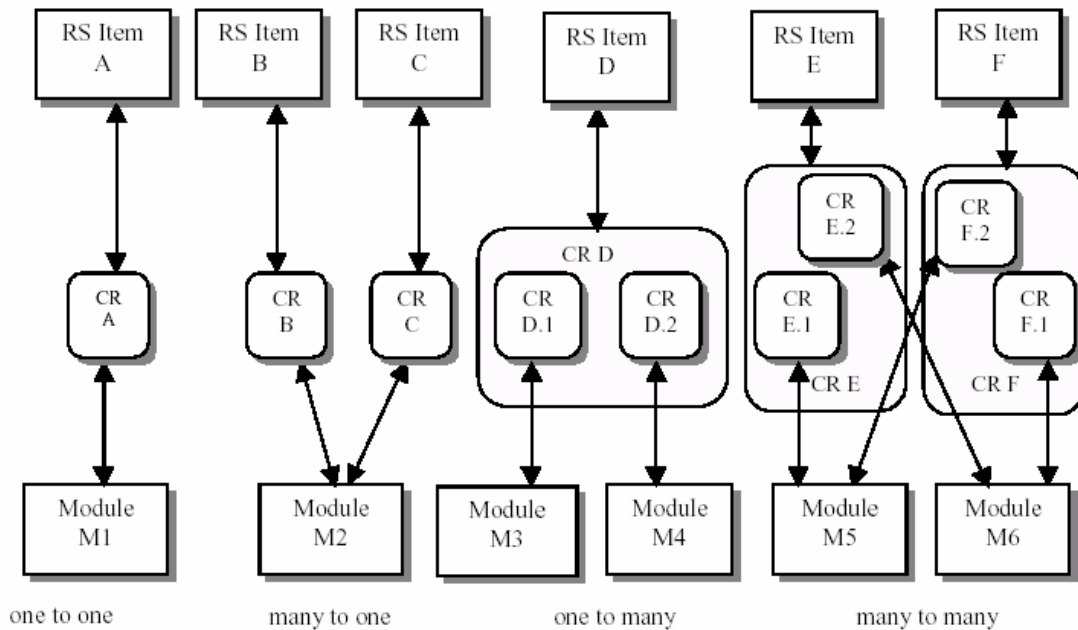 RS Item
A
RS Item
B
RS Item
C
RS Item
D
RS Item
E
RS Item
F
CR
E.2
CR
F.2
CR D
CR
A
CR
B
CR
C
CR
D.1
CR
D.2
CR
E.1
CR
F.1
CR E
CR F
Module
M1
Module
M2
Module
M3
Module
M4
Module
M5
Module
M6
one to one
many to one
one to many
many to many